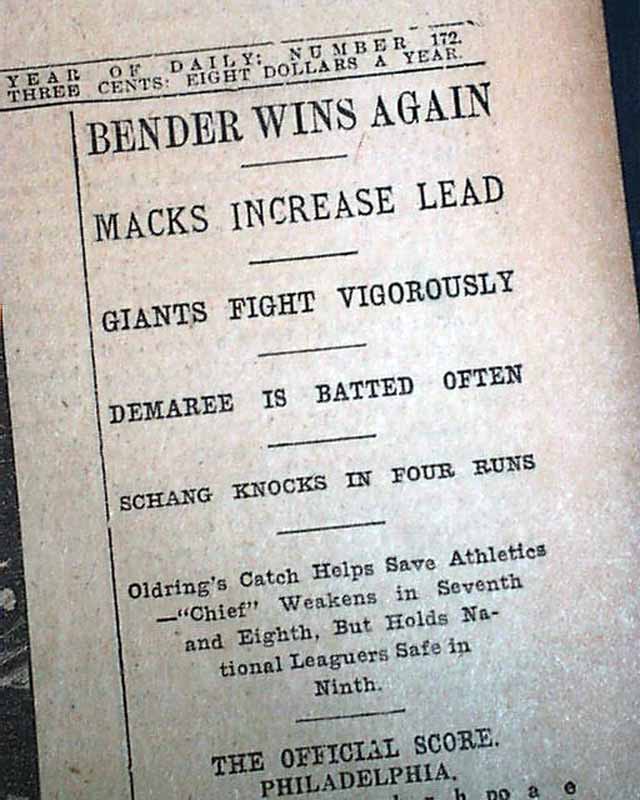 YEAR OF DAILY: NUMBER 172.
THREE CENTS: EIGHT DOLLARS A YEAR.
BENDER WINS AGAIN
MACKS INCREASE LEAD
GIANTS FIGHT VIGOROUSLY
DEMAREE IS BATTED OFTEN
SCHANG KNOCKS IN FOUR RUNS
Oldring's Catch Helps Save Athletics
—"Chief" Weakens in Seventh
and Eighth, But Holds Na-
tional Leaguers Safe in
Ninth.
THE OFFICIAL SCORE.
PHILADELPHIA.
h po a e